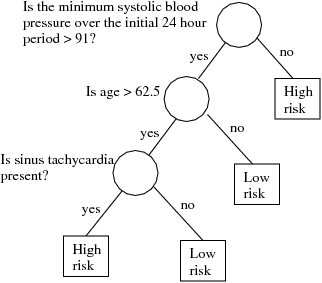 Is the minimum systolic blood
pressure over the initial 24 hour
period > 91?
yes
no
Is age > 62.5
High
risk
yes
no
Is sinus tachycardia
present?
Low
risk
yes
no
High
risk
Low
risk